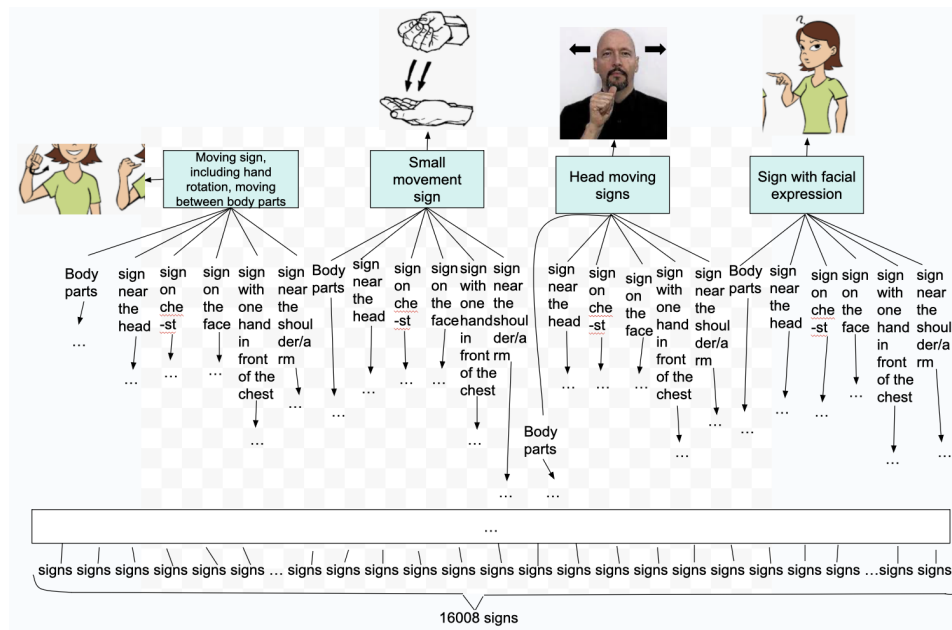 ?
Moving sign,
including hand
rotation, moving
between body parts
Small
movement
sign
Head moving
signs
Sign with facial
expression
Body
parts
…
sign
near
the
head
…
sign
on
che
-st
…
sign
on
the
face
…
sign
with
one
hand
in
front
of the
chest
…
sign
near
the
shoul
der/a
rm
…
Body
parts
…
sign
near
the
head
…
sign
on
che
-st
…
sign
on
the
face
…
sign
with
one
hand
in
front
of the
chest
…
sign
near
the
shoul
der/a
rm
…
Body
parts
…
sign
near
the
head
…
sign
on
che
-st
…
sign
on
the
face
…
sign
with
one
hand
in
front
of the
chest
…
sign
near
the
shoul
der/a
rm
…
Body
parts
…
sign
near
the
head
…
sign
on
che
-st
…
sign
on
the
face
…
sign
with
one
hand
in
front
of the
chest
…
sign
near
the
shoul
der/a
rm
…
…
signs signs signs signs signs signs … signs signs signs signs signs signs signs signs signs signs signs signs signs signs signs signs …signs signs
16008 signs